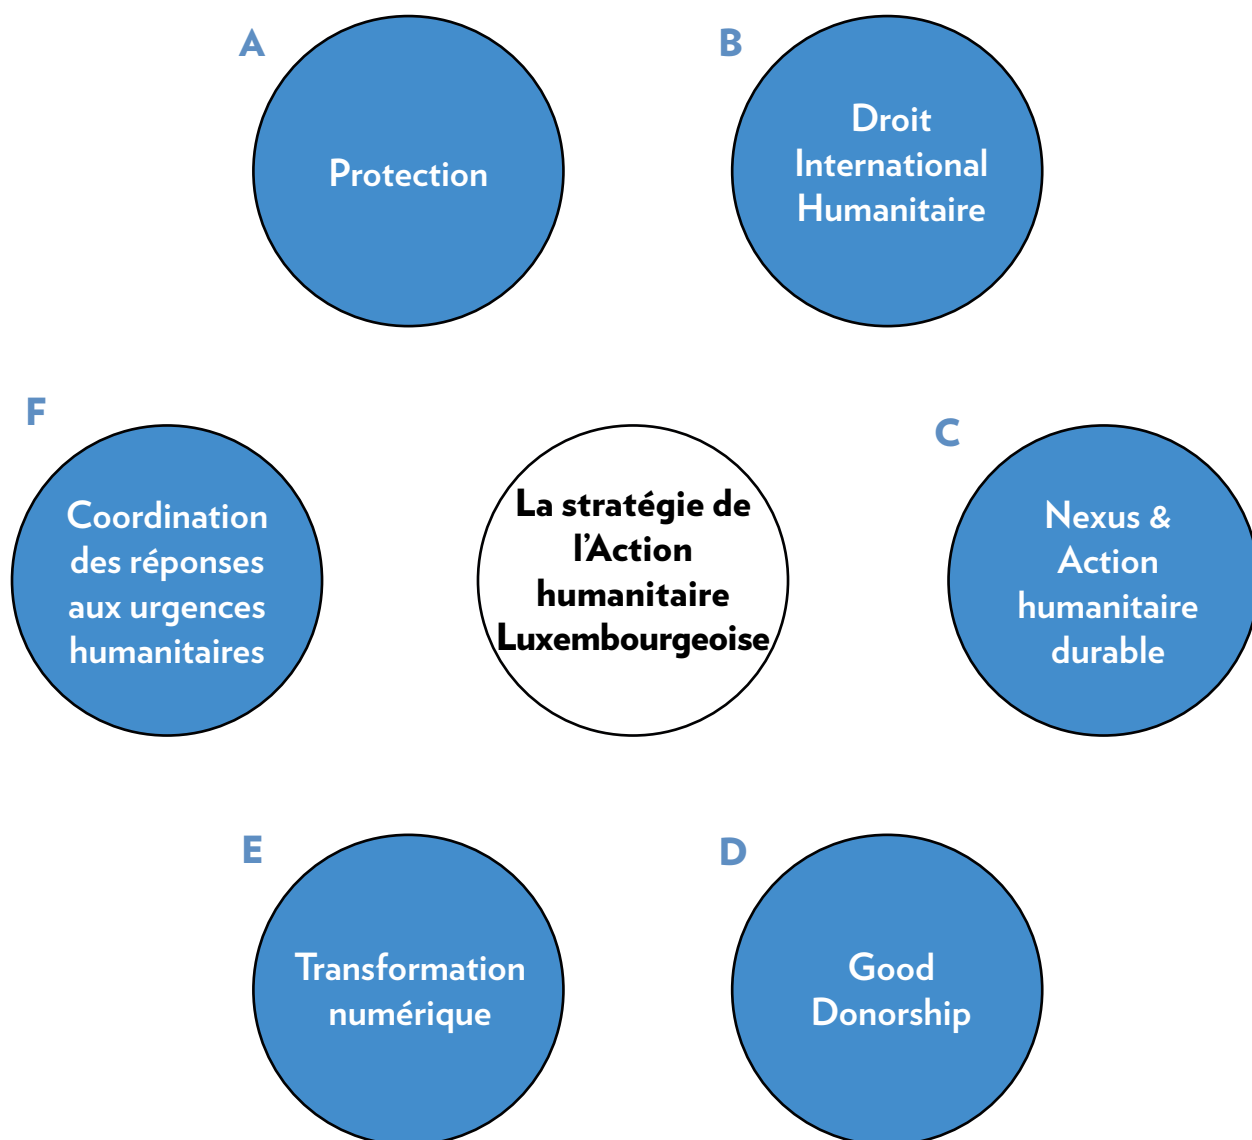 A
Protection
B
Droit
International
Humanitaire
F
Coordination
des réponses
aux urgences
humanitaires
La stratégie de
l’Action
humanitaire
Luxembourgeoise
C
Nexus &
Action
humanitaire
durable
E
Transformation
numérique
D
Good
Donorship